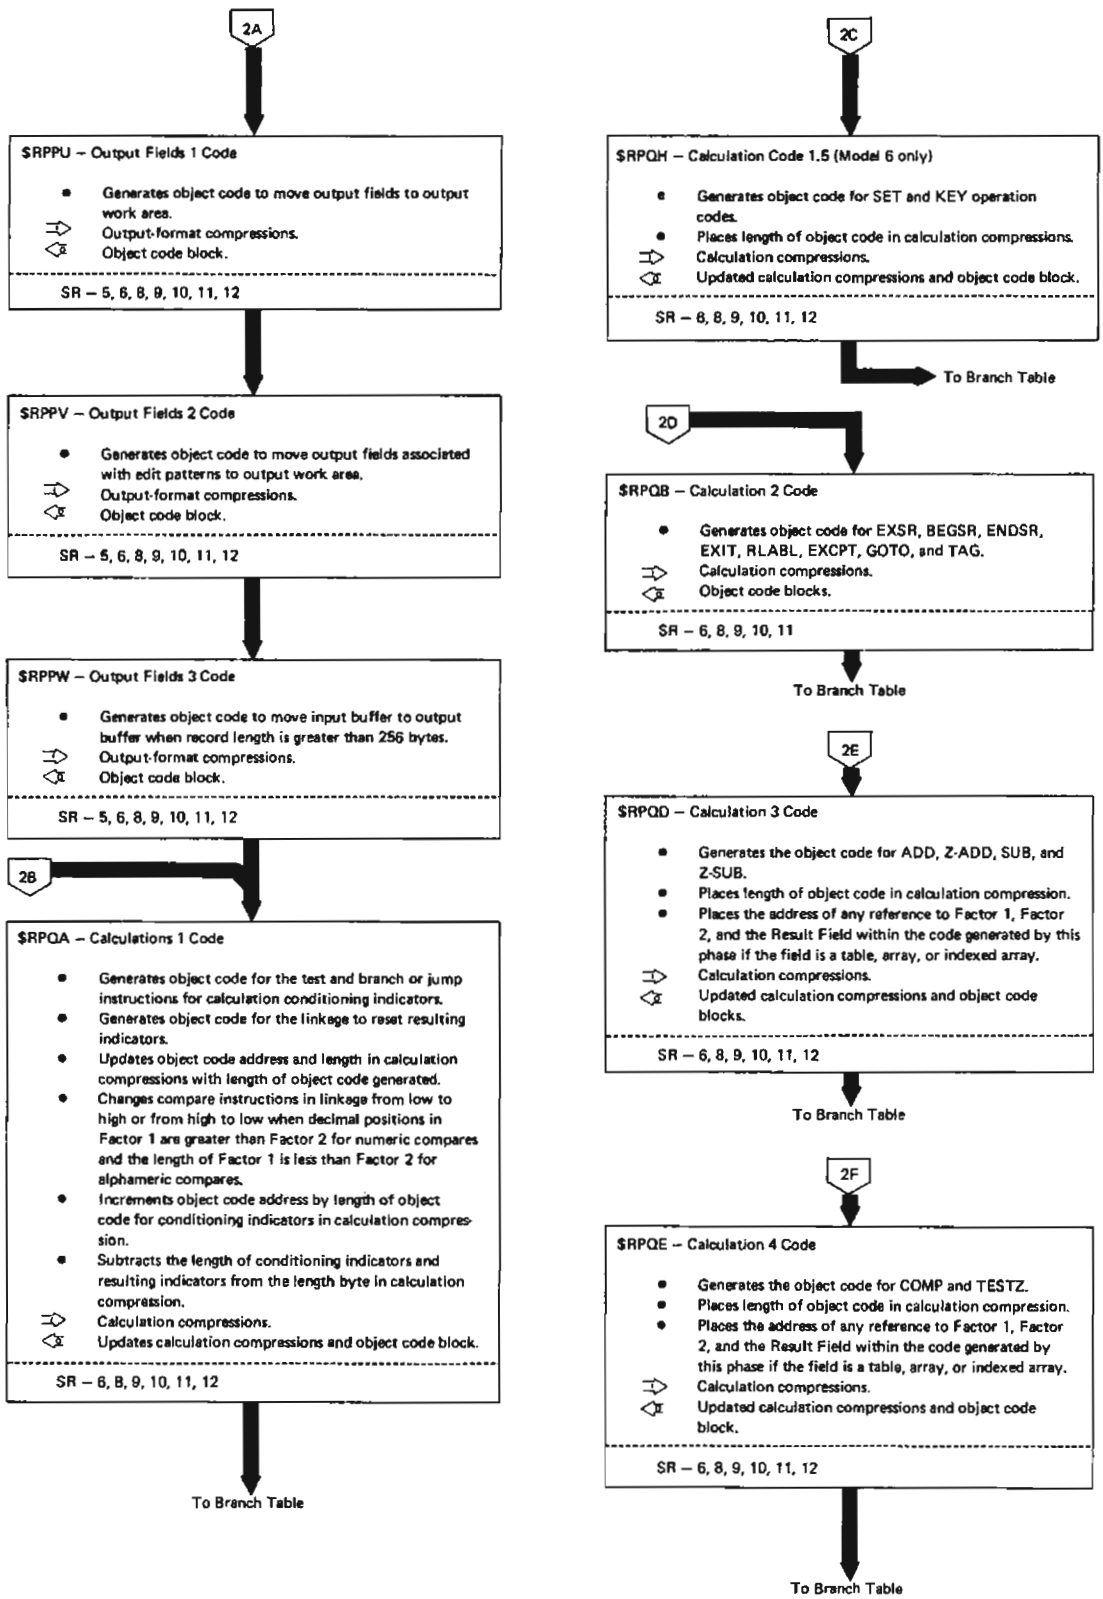 2A
$RPPU — Output Fields 1 Code
● Generates object code to move output fields to output
work area.
Output-format compressions.
Object code block.
SR — 5, 6, 8, 9, 10, 11, 12
$RPPV — Output Fields 2 Code
● Generates object code to move output fields associated
with edit patterns to output work area.
Output-format compressions.
Object code block.
SR — 5, 6, 8, 9, 10, 11, 12
$RPPW — Output Fields 3 Code
● Generates object code to move input buffer to output
buffer when record length is greater than 256 bytes.
Output-format compressions.
Object code block.
SR — 5, 6, 8, 9, 10, 11, 12
2B
$RPQA — Calculations 1 Code
● Generates object code for the test and branch or jump
instructions for calculation conditioning indicators.
● Generates object code for the linkage to reset resulting
indicators.
● Updates object code address and length in calculation
compressions with length of object code generated.
● Changes compare instructions in linkage from low to
high or from high to low when decimal positions in
Factor 1 are greater than Factor 2 for numeric compares
and the length of Factor 1 is less than Factor 2 for
alphameric compares.
● Increments object code address by length of object
code for conditioning indicators in calculation compres-
sion.
● Subtracts the length of conditioning indicators and
resulting indicators from the length byte in calculation
compression.
Calculation compressions.
Updates calculation compressions and object code block.
SR — 6, 8, 9, 10, 11, 12
To Branch Table
2C
$RPQH — Calculation Code 1.5 (Model 6 only)
● Generates object code for SET and KEY operation
codes.
● Places length of object code in calculation compressions.
Calculation compressions.
Updated calculation compressions and object code block.
SR — 6, 8, 9, 10, 11, 12
To Branch Table
2D
$RPQB — Calculation 2 Code
● Generates object code for EXSR, BEGSR, ENDSR,
EXIT, RLABL, EXCPT, GOTO, and TAG.
Calculation compressions.
Object code blocks.
SR — 6, 8, 9, 10, 11
To Branch Table
2E
$RPQD — Calculation 3 Code
● Generates the object code for ADD, Z-ADD, SUB, and
Z-SUB.
● Places length of object code in calculation compression.
● Places the address of any reference to Factor 1, Factor
2, and the Result Field within the code generated by this
phase if the field is a table, array, or indexed array.
Calculation compressions.
Updated calculation compressions and object code
blocks.
SR — 6, 8, 9, 10, 11, 12
To Branch Table
2F
$RPQE — Calculation 4 Code
● Generates the object code for COMP and TESTZ.
● Places length of object code in calculation compression.
● Places the address of any reference to Factor 1, Factor
2, and the Result Field within the code generated by
this phase if the field is a table, array, or indexed array.
Calculation compressions.
Updated calculation compressions and object code
block.
SR — 6, 8, 9, 10, 11, 12
To Branch Table